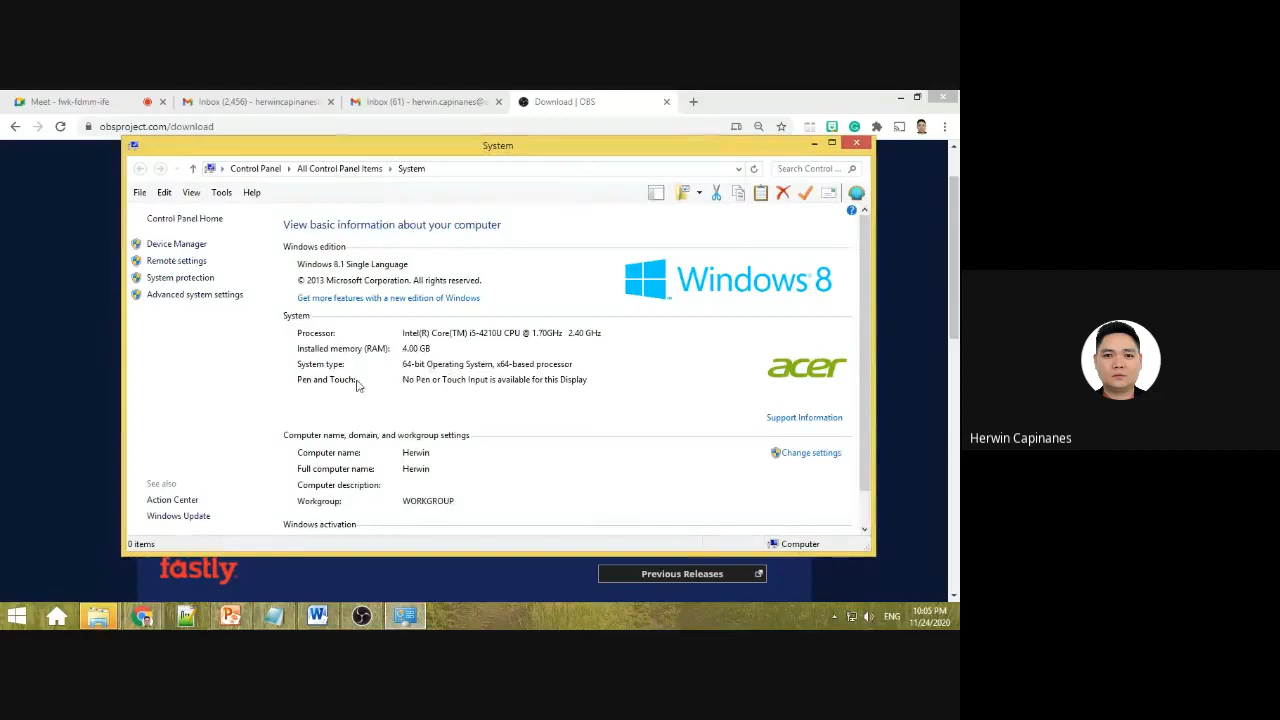 Meet - fwk-fdmm-ife
Inbox (2,456) - herwincapinanes
Inbox (61) - herwin.capinanes@
Download | OBS
obsproject.com/download
System
Control Panel
All Control Panel Items
System
Search Control ...
File Edit View Tools Help
Control Panel Home
Device Manager
Remote settings
System protection
Advanced system settings
See also
Action Center
Windows Update
View basic information about your computer
Windows edition
Windows 8.1 Single Language
© 2013 Microsoft Corporation. All rights reserved.
Get more features with a new edition of Windows
Windows 8
System
Processor: Intel(R) Core(TM) i5-4210U CPU @ 1.70GHz 2.40 GHz
Installed memory (RAM): 4.00 GB
System type: 64-bit Operating System, x64-based processor
Pen and Touch: No Pen or Touch Input is available for this Display
acer
Support Information
Computer name, domain, and workgroup settings
Computer name: Herwin
Change settings
Full computer name: Herwin
Computer description:
Workgroup: WORKGROUP
Windows activation
0 items
Computer
fastly
Previous Releases
ENG
10:05 PM
11/24/2020
Herwin Capinanes